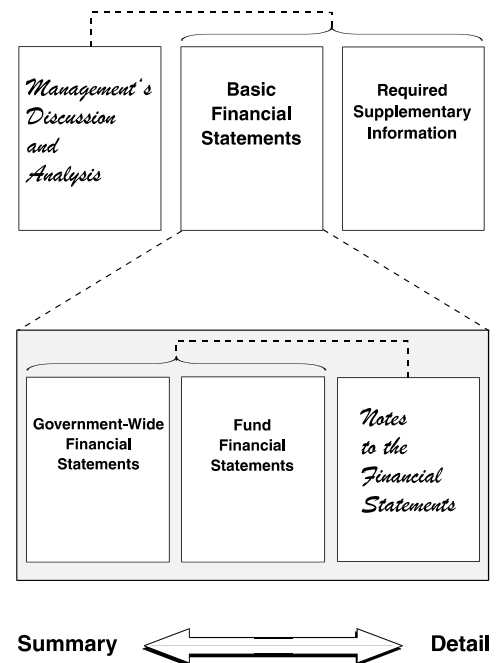 Management's
Discussion
and
Analysis
Basic
Financial
Statements
Required
Supplementary
Information
Government-Wide
Financial
Statements
Fund
Financial
Statements
Notes
to the
Financial
Statements
Summary
Detail